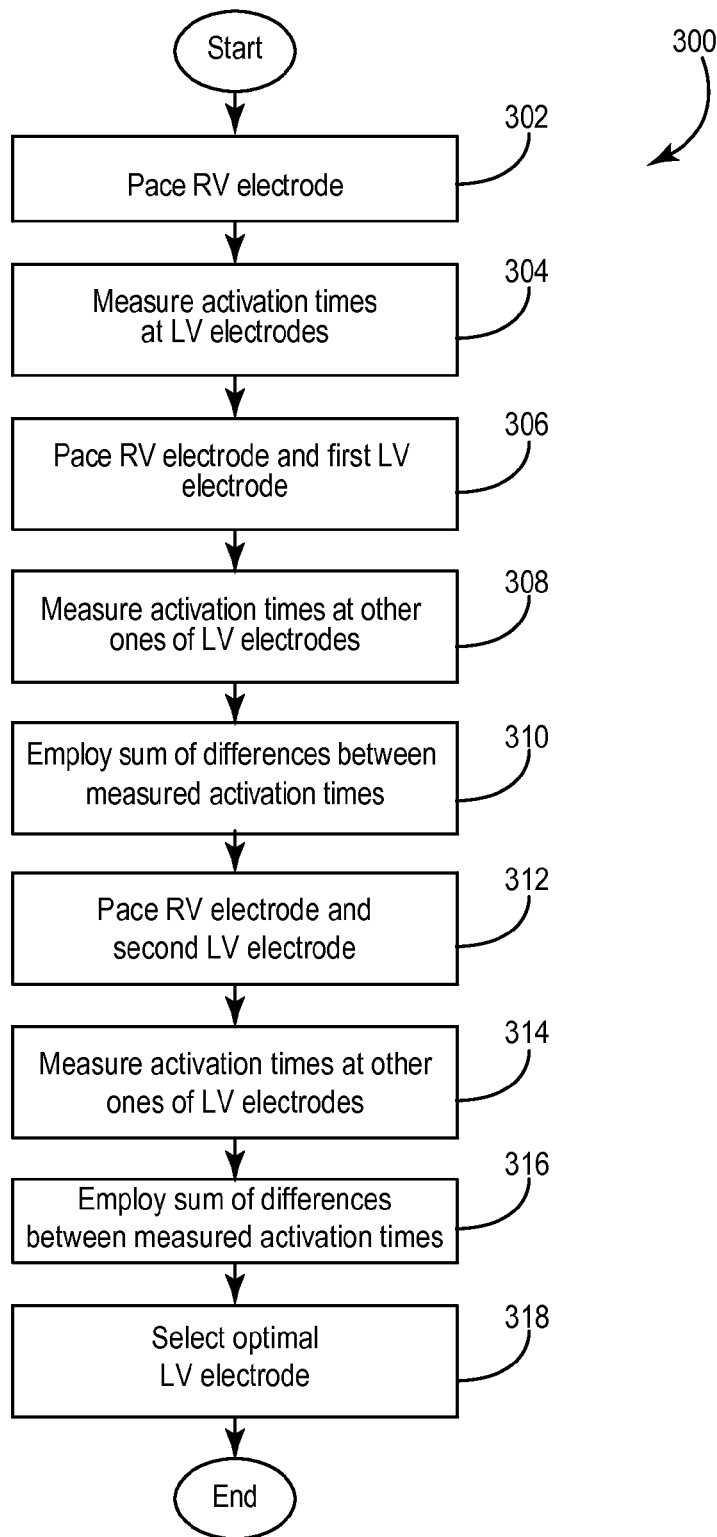 Start
300
302
Pace RV electrode
304
Measure activation times
at LV electrodes
306
Pace RV electrode and first LV
electrode
308
Measure activation times at other
ones of LV electrodes
310
Employ sum of differences between
measured activation times
312
Pace RV electrode and
second LV electrode
314
Measure activation times at other
ones of LV electrodes
316
Employ sum of differences
between measured activation times
318
Select optimal
LV electrode
End